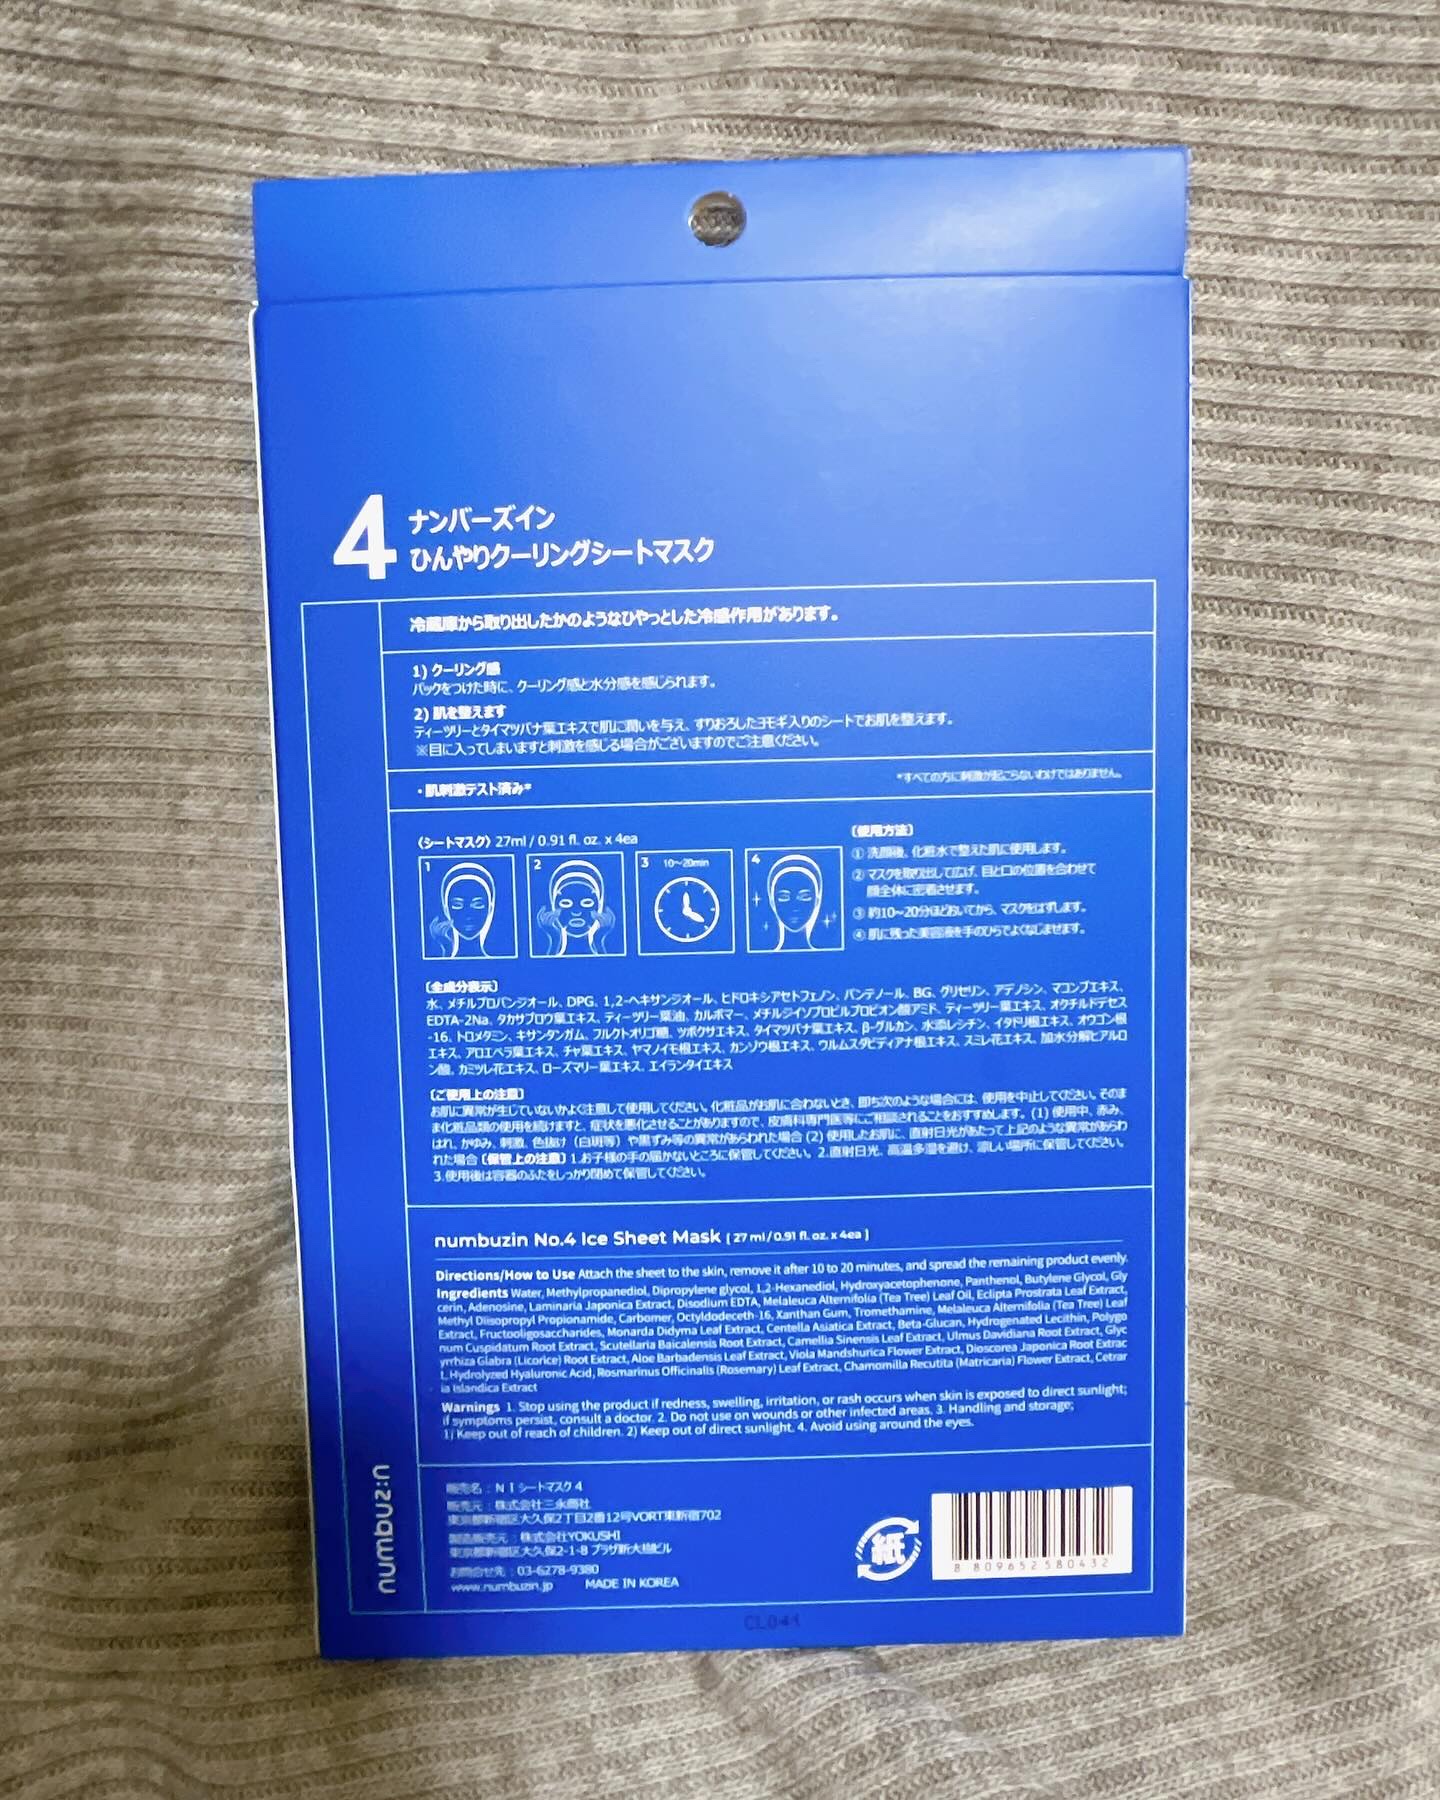 4
ナンバーズイン
ひんやりクーリングシートマスク
冷蔵庫から取り出したかのようなひやっとした冷感作用があります。
1) クーリング感
パックをつけた時に、クーリング感と水分感を感じられます。
2) 肌を整えます
ティーツリーとタイマツバナ葉エキスで肌に潤いを与え、すりおろしたヨモギ入りのシートでお肌を整えます。
※目に入ってしまいますと刺激を感じる場合がございますのでご注意ください。
・肌刺激テスト済み*
*すべての方に刺激が起こらないわけではありません。
〈シートマスク〉27ml / 0.91 fl. oz. x 4ea
1
2
3 10~20min
4
〔使用方法〕
① 洗顔後、化粧水で整えた肌に使用します。
② マスクを取り出して広げ、目と口の位置を合わせて
顔全体に密着させます。
③ 約10~20分ほどおいてから、マスクをはずします。
④ 肌に残った美容液を手のひらでよくなじませます。
〔全成分表示〕
水、メチルプロパンジオール、DPG、1,2-ヘキサンジオール、ヒドロキシアセトフェノン、パンテノール、BG、グリセリン、アデノシン、マコンブエキス、
EDTA-2Na、タカサブロウ葉エキス、ティーツリー葉油、カルボマー、メチルジイソプロピルプロピオン酸アミド、ティーツリー葉エキス、オクチルドデセス
-16、トロメタミン、キサンタンガム、フルクトオリゴ糖、ツボクサエキス、タイマツバナ葉エキス、β-グルカン、水添レシチン、イタドリ根エキス、オウゴン根
エキス、アロエベラ葉エキス、チャ葉エキス、ヤマノイモ根エキス、カンゾウ根エキス、ウルムスダビディアナ根エキス、スミレ花エキス、加水分解ヒアルロ
ン酸、カミツレ花エキス、ローズマリー葉エキス、エイランタイエキス
〔ご使用上の注意〕
お肌に異常が生じていないかよく注意して使用してください。化粧品がお肌に合わないとき、即ち次のような場合には、使用を中止してください。そのま
ま化粧品類の使用を続けますと、症状を悪化させることがありますので、皮膚科専門医等にご相談されることをおすすめします。(1) 使用中、赤み、
はれ、かゆみ、刺激、色抜け（白斑等）や黒ずみ等の異常があらわれた場合 (2) 使用したお肌に、直射日光があたって上記のような異常があらわ
れた場合〔保管上の注意〕1.お子様の手の届かないところに保管してください。2.直射日光、高温多湿を避け、涼しい場所に保管してください。
3.使用後は容器のふたをしっかり閉めて保管してください。
numbuzin No.4 Ice Sheet Mask [ 27 ml / 0.91 fl. oz. x 4ea ]
Directions/How to Use Attach the sheet to the skin, remove it after 10 to 20 minutes, and spread the remaining product evenly.
Ingredients Water, Methylpropanediol, Dipropylene glycol, 1,2-Hexanediol, Hydroxyacetophenone, Panthenol, Butylene Glycol, Gly
cerin, Adenosine, Laminaria Japonica Extract, Disodium EDTA, Melaleuca Alternifolia (Tea Tree) Leaf Oil, Eclipta Prostrata Leaf Extract,
Methyl Diisopropyl Propionamide, Carbomer, Octyldodeceth-16, Xanthan Gum, Tromethamine, Melaleuca Alternifolia (Tea Tree) Leaf
Extract, Fructooligosaccharides, Monarda Didyma Leaf Extract, Centella Asiatica Extract, Beta-Glucan, Hydrogenated Lecithin, Polygo
num Cuspidatum Root Extract, Scutellaria Baicalensis Root Extract, Camellia Sinensis Leaf Extract, Ulmus Davidiana Root Extract, Glyc
yrrhiza Glabra (Licorice) Root Extract, Aloe Barbadensis Leaf Extract, Viola Mandshurica Flower Extract, Dioscorea Japonica Root Extrac
t, Hydrolyzed Hyaluronic Acid, Rosmarinus Officinalis (Rosemary) Leaf Extract, Chamomilla Recutita (Matricaria) Flower Extract, Cetrar
ia Islandica Extract
Warnings 1. Stop using the product if redness, swelling, irritation, or rash occurs when skin is exposed to direct sunlight;
if symptoms persist, consult a doctor. 2. Do not use on wounds or other infected areas. 3. Handling and storage;
1) Keep out of reach of children. 2) Keep out of direct sunlight. 4. Avoid using around the eyes.
numbuz:n
販売名：ＮＩシートマスク 4
販売元：株式会社三永商社
東京都新宿区大久保2丁目2番12号VORT東新宿702
製造販売元：株式会社YOKUSHI
東京都新宿区大久保2-1-8 プラザ新大樹ビル
お問合せ先：03-6278-9380
www.numbuzin.jp MADE IN KOREA
紙
8 809652 580432
CL041